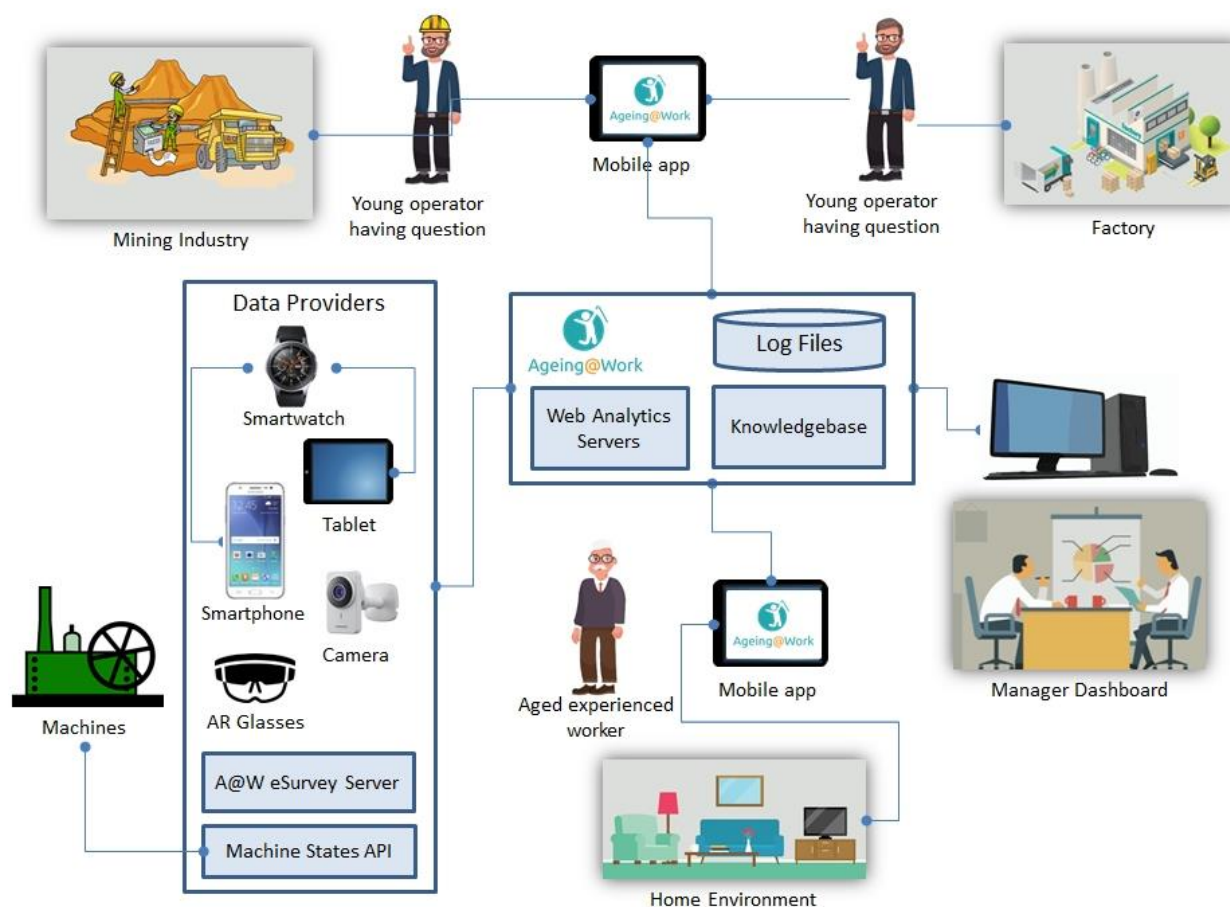 Ageing@Work
Mobile app
Young operator
having question
Young operator
having question
Mining Industry
Factory
Factory
Data Providers
Smartwatch
Tablet
Smartphone
Camera
AR Glasses
A@W eSurvey Server
Machine States API
Machines
Ageing@Work
Log Files
Web Analytics
Servers
Knowledgebase
Aged experienced
worker
Ageing@Work
Mobile app
Manager Dashboard
Home Environment